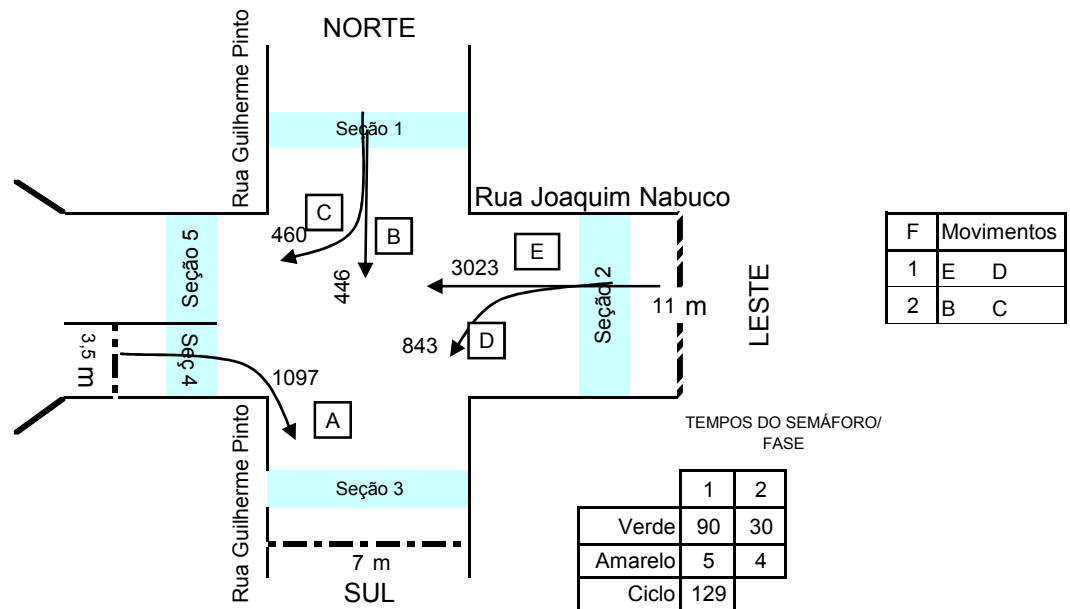 NORTE
Rua Guilherme Pinto
Seção 1
Rua Joaquim Nabuco
C
B
460
446
E
3023
Seção 5
Seção 2
11 m
LESTE
D
843
3,5 m
Seç 4
1097
A
Rua Guilherme Pinto
Seção 3
7 m
SUL
F Movimentos
1 E D
2 B C
TEMPOS DO SEMÁFORO/
FASE
1 2
Verde 90 30
Amarelo 5 4
Ciclo 129